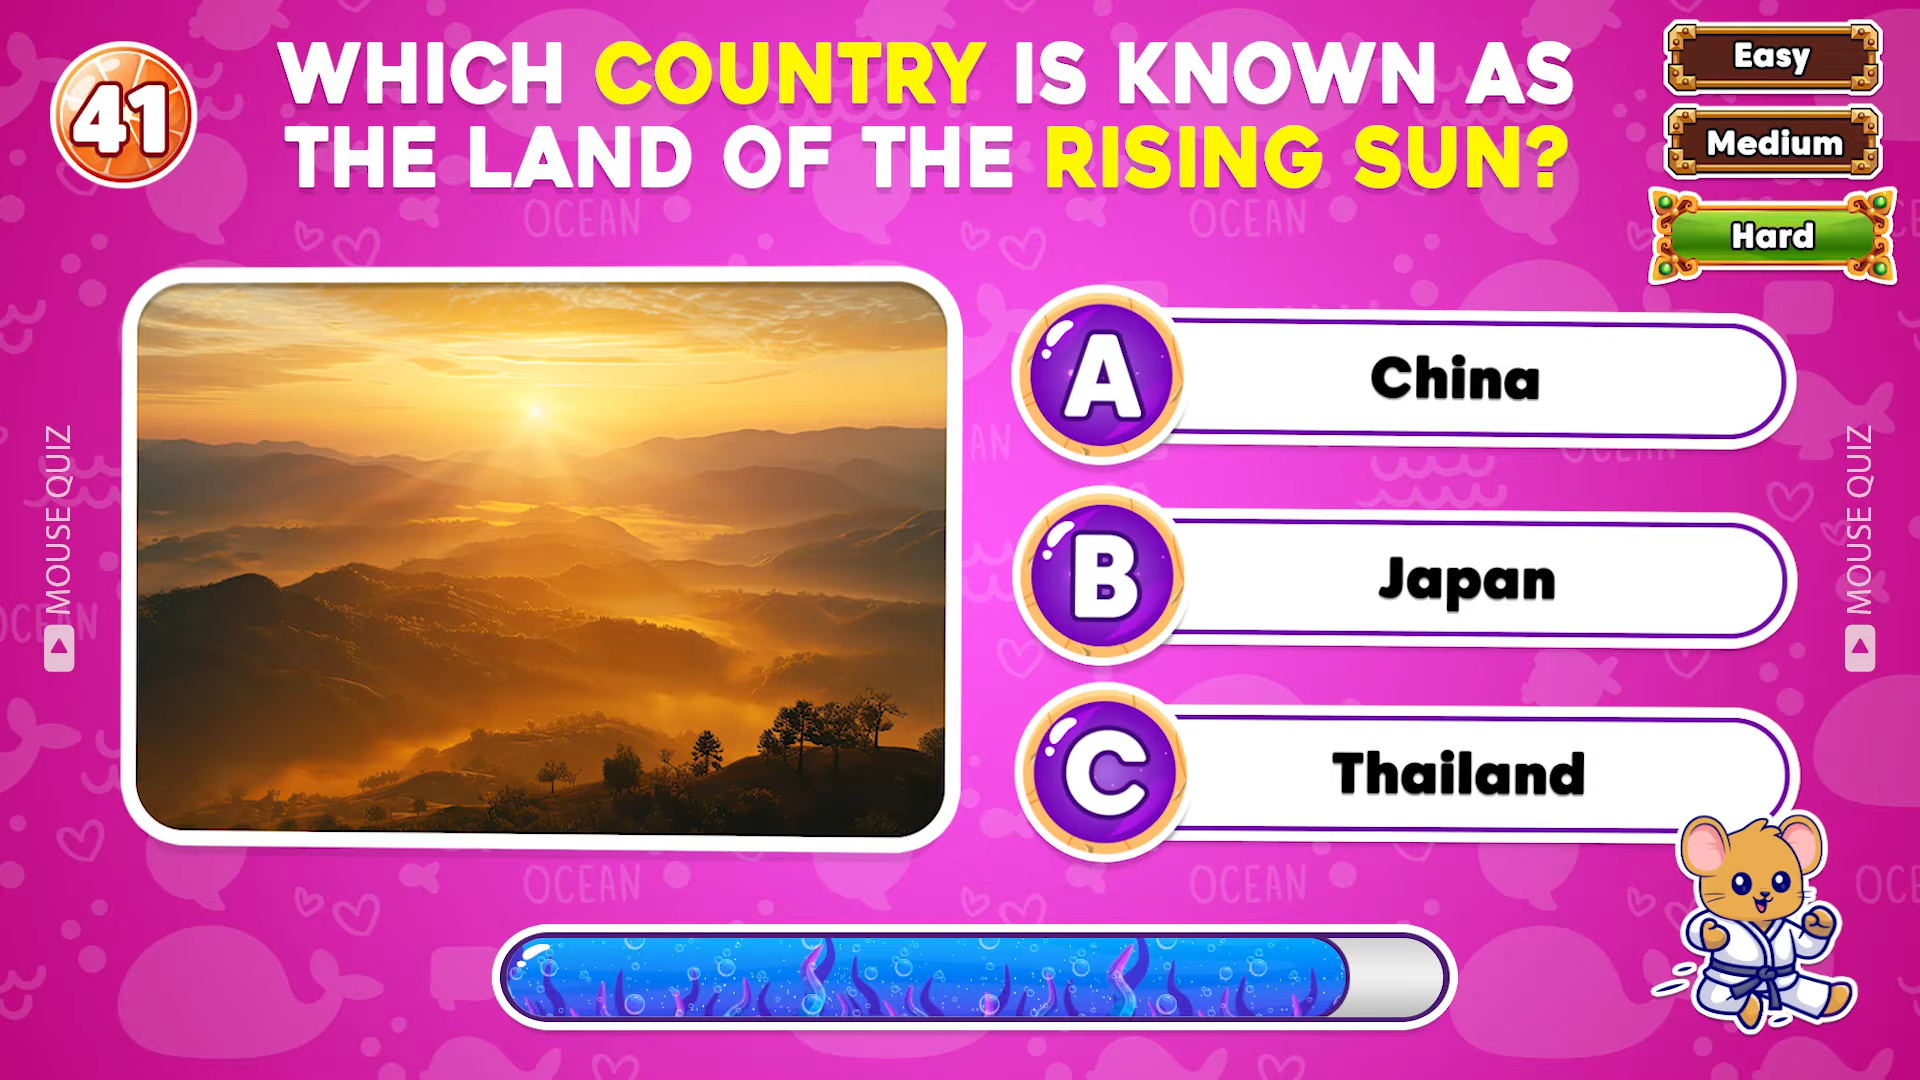 41
WHICH COUNTRY IS KNOWN AS
THE LAND OF THE RISING SUN?
Easy
Medium
Hard
OCEAN
OCEAN
A
China
B
Japan
C
Thailand
MOUSE QUIZ
MOUSE QUIZ
OCEAN
OCEAN